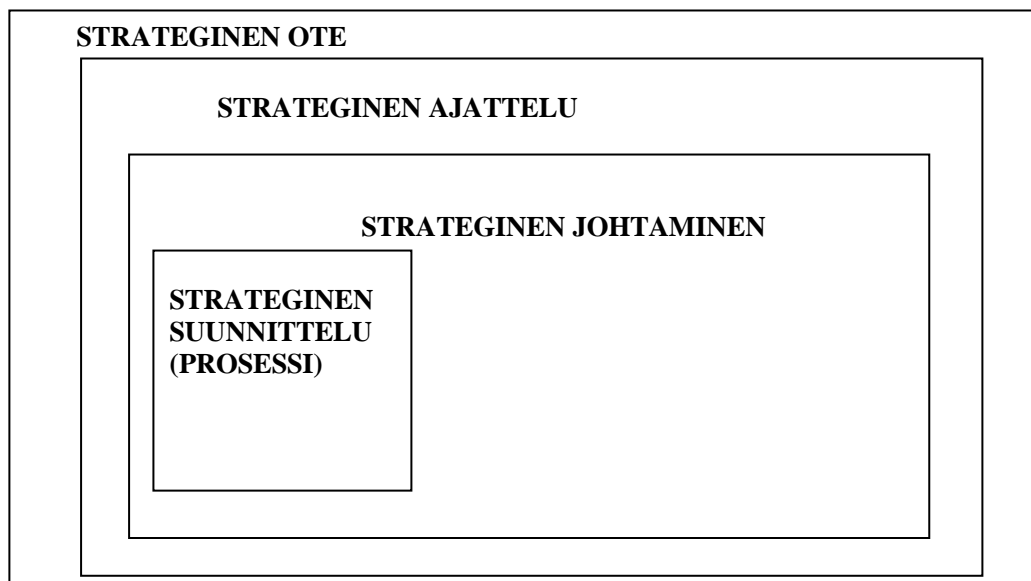 STRATEGINEN OTE
STRATEGINEN AJATTELU
STRATEGINEN JOHTAMINEN
STRATEGINEN
SUUNNITTELU
(PROSESSI)